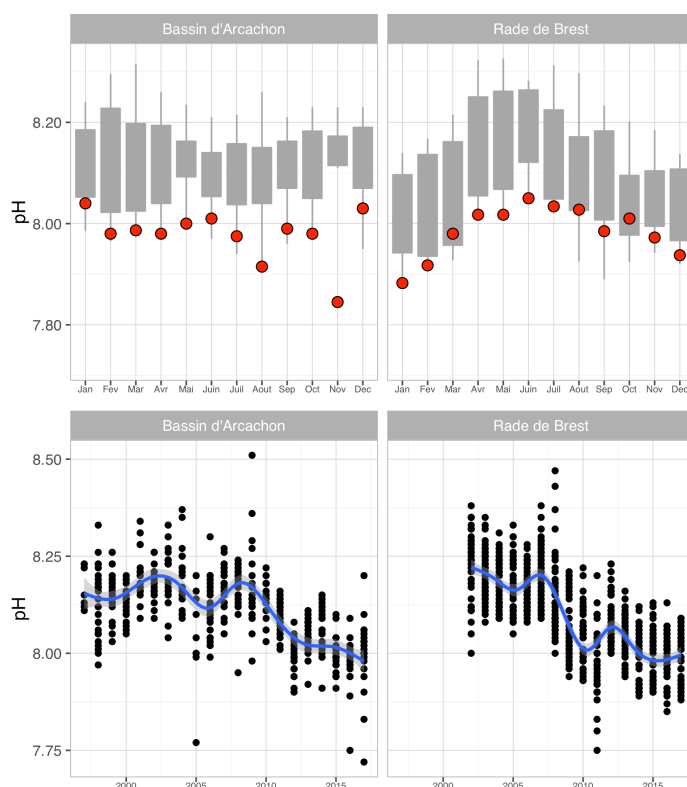 Bassin d'Arcachon Rade de Brest
8.20
8.00
7.80
pH
Jan Fev Mar Avr Mai Juin Juil Aout Sep Oct Nov Dec Jan Fev Mar Avr Mai Juin Juil Aout Sep Oct Nov Dec
Bassin d'Arcachon Rade de Brest
8.50
8.25
8.00
7.75
pH
2000 2005 2010 2015 2000 2005 2010 2015